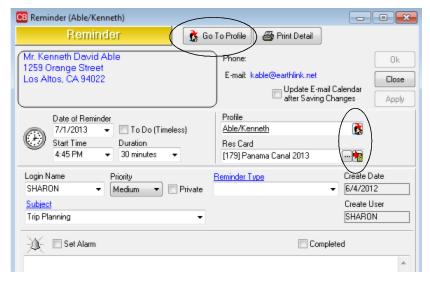 CB Reminder (Able/Kenneth)
Reminder
Go To Profile
Print Detail
Mr. Kenneth David Able
1259 Orange Street
Los Altos, CA 94022
Phone:
E-mail: kable@earthlink.net
Update E-mail Calendar
after Saving Changes
Ok
Close
Apply
Date of Reminder
7/1/2013
To Do (Timeless)
Start Time
Duration
4:45 PM
30 minutes
Profile
Able/Kenneth
Res Card
[179] Panama Canal 2013
...
Login Name
Priority
Reminder Type
Create Date
SHARON
Medium
Private
6/4/2012
Subject
Create User
Trip Planning
SHARON
Set Alarm
Completed